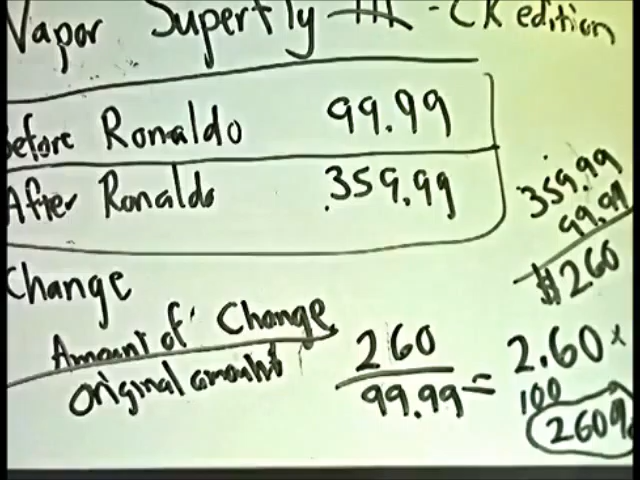 Vapor Superfly III - CR edition
Before Ronaldo 99.99
After Ronaldo 359.99
359.99
99.99
$260
Change
Amount of Change
original amount
260
99.99
= 2.60 x
100
260%